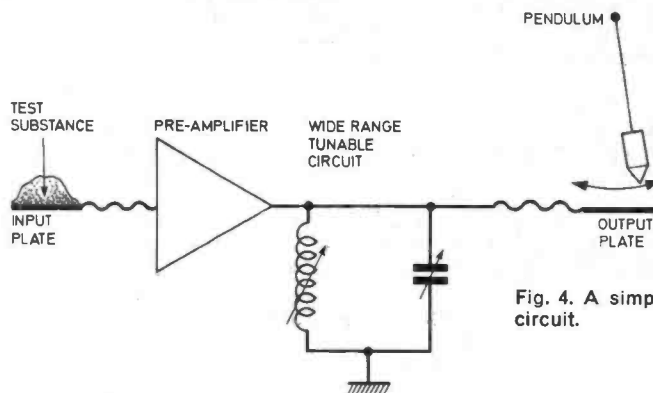 PENDULUM
TEST
SUBSTANCE
PRE-AMPLIFIER
WIDE RANGE
TUNABLE
CIRCUIT
INPUT
PLATE
OUTPUT
PLATE
Fig. 4. A simp
circuit.